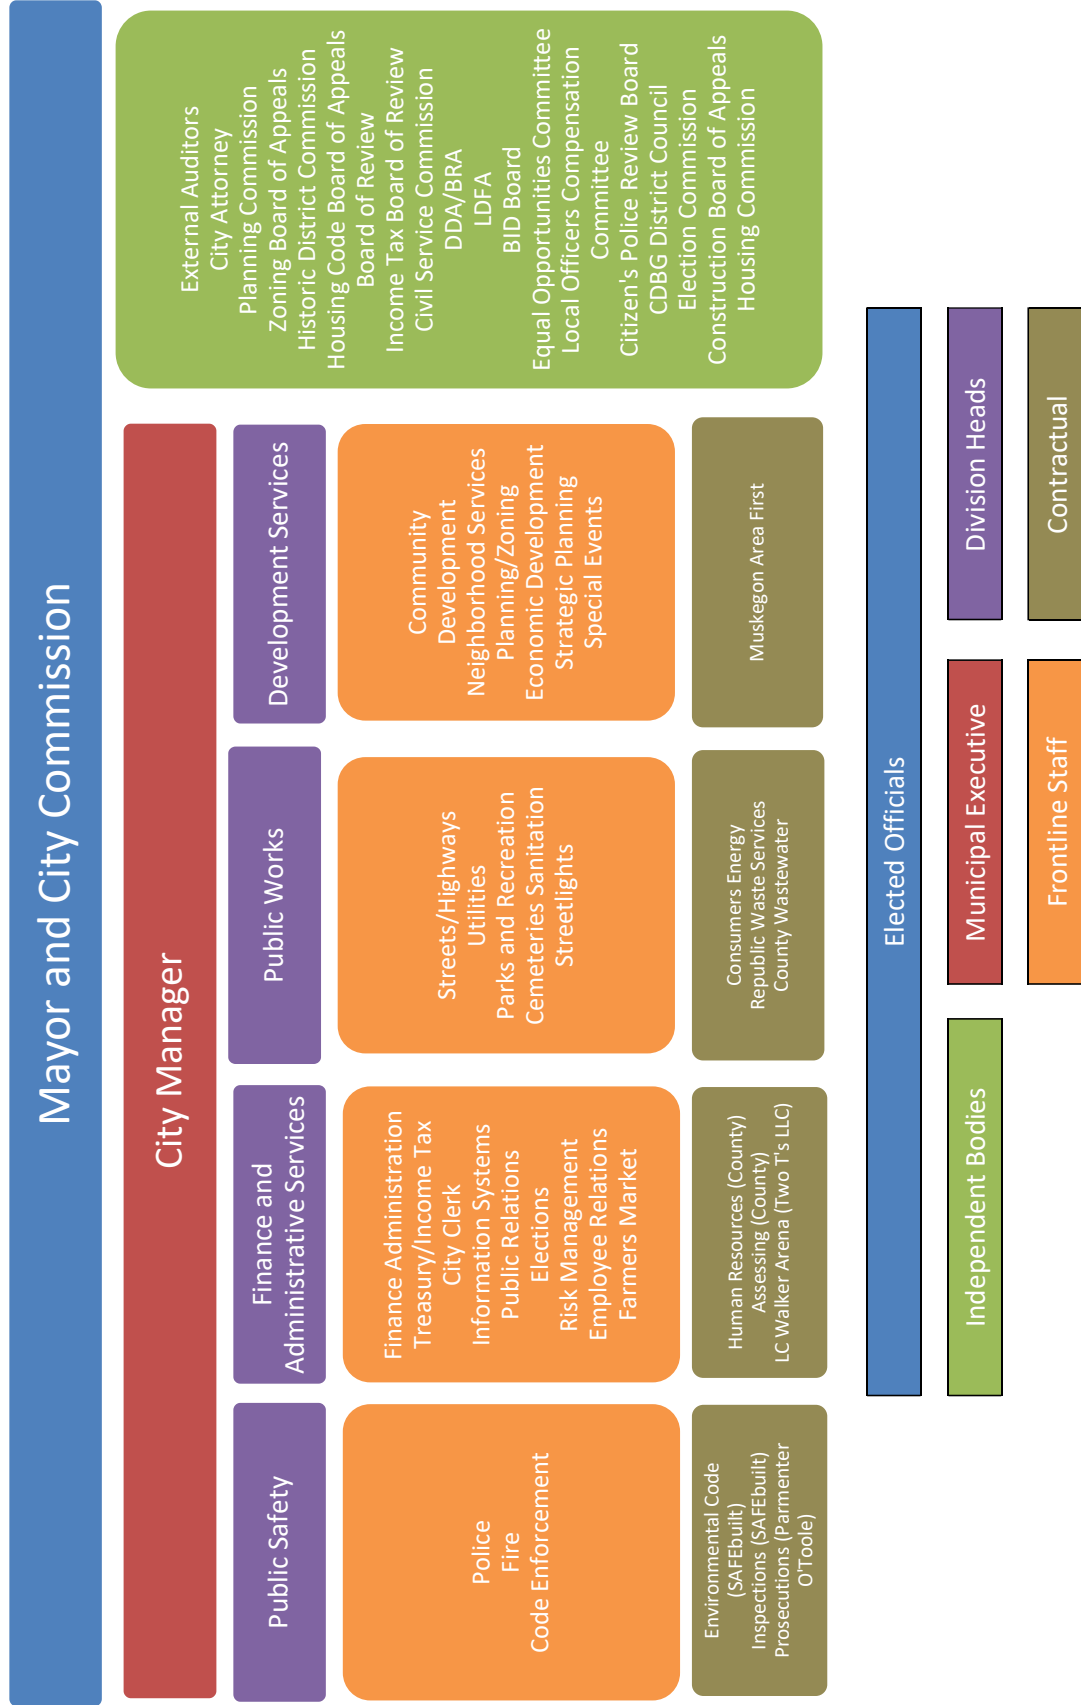 Mayor and City Commission
City Manager
Public Safety
Police
Fire
Code Enforcement
Environmental Code
(SAFEbuilt)
Inspections (SAFEbuilt)
Prosecutions (Parmenter
O'Toole)
Finance and
Administrative Services
Finance Administration
Treasury/Income Tax
City Clerk
Information Systems
Public Relations
Elections
Risk Management
Employee Relations
Farmers Market
Human Resources (County)
Assessing (County)
LC Walker Arena (Two T's LLC)
Public Works
Streets/Highways
Utilities
Parks and Recreation
Cemeteries Sanitation
Streetlights
Consumers Energy
Republic Waste Services
County Wastewater
Development Services
Community
Development
Neighborhood Services
Planning/Zoning
Economic Development
Strategic Planning
Special Events
Muskegon Area First
External Auditors
City Attorney
Planning Commission
Zoning Board of Appeals
Historic District Commission
Housing Code Board of Appeals
Board of Review
Income Tax Board of Review
Civil Service Commission
DDA/BRA
LDFA
BID Board
Equal Opportunities Committee
Local Officers Compensation
Committee
Citizen's Police Review Board
CDBG District Council
Election Commission
Construction Board of Appeals
Housing Commission
Elected Officials
Independent Bodies
Municipal Executive
Division Heads
Frontline Staff
Contractual